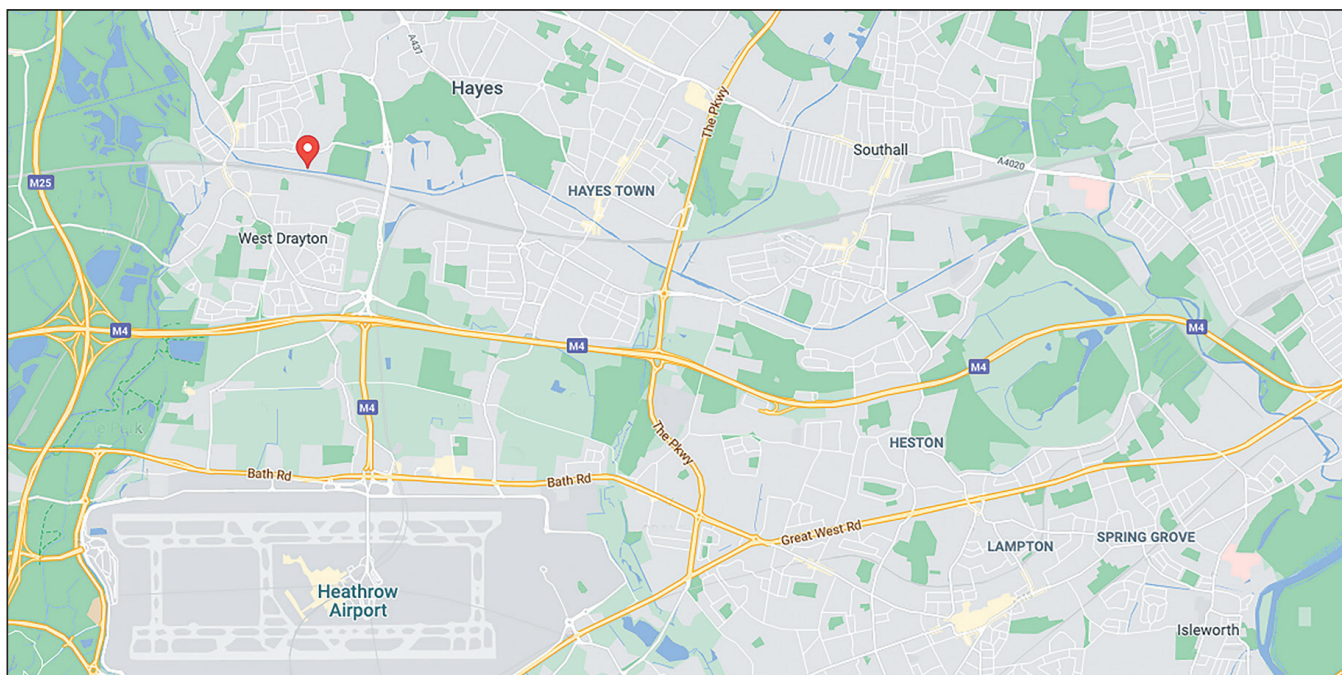 A437
Hayes
The Pkwy
Southall
A4020
M25
HAYES TOWN
West Drayton
M4
M4
M4
M4
M4
The Pkwy
HESTON
Bath Rd
Bath Rd
Great West Rd
SPRING GROVE
LAMPTON
Heathrow
Airport
Isleworth